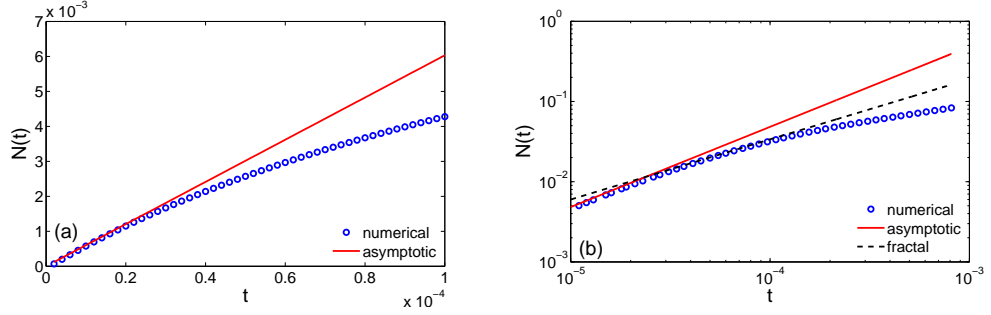 7 x 10⁻³
6
5
4
3
2
1
0
N(t)
(a)
numerical
asymptotic
0 0.2 0.4 0.6 0.8 1
t
x 10⁻⁴
10⁰
10⁻¹
10⁻²
10⁻³
N(t)
(b)
numerical
asymptotic
fractal
10⁻⁵ 10⁻⁴ 10⁻³
t